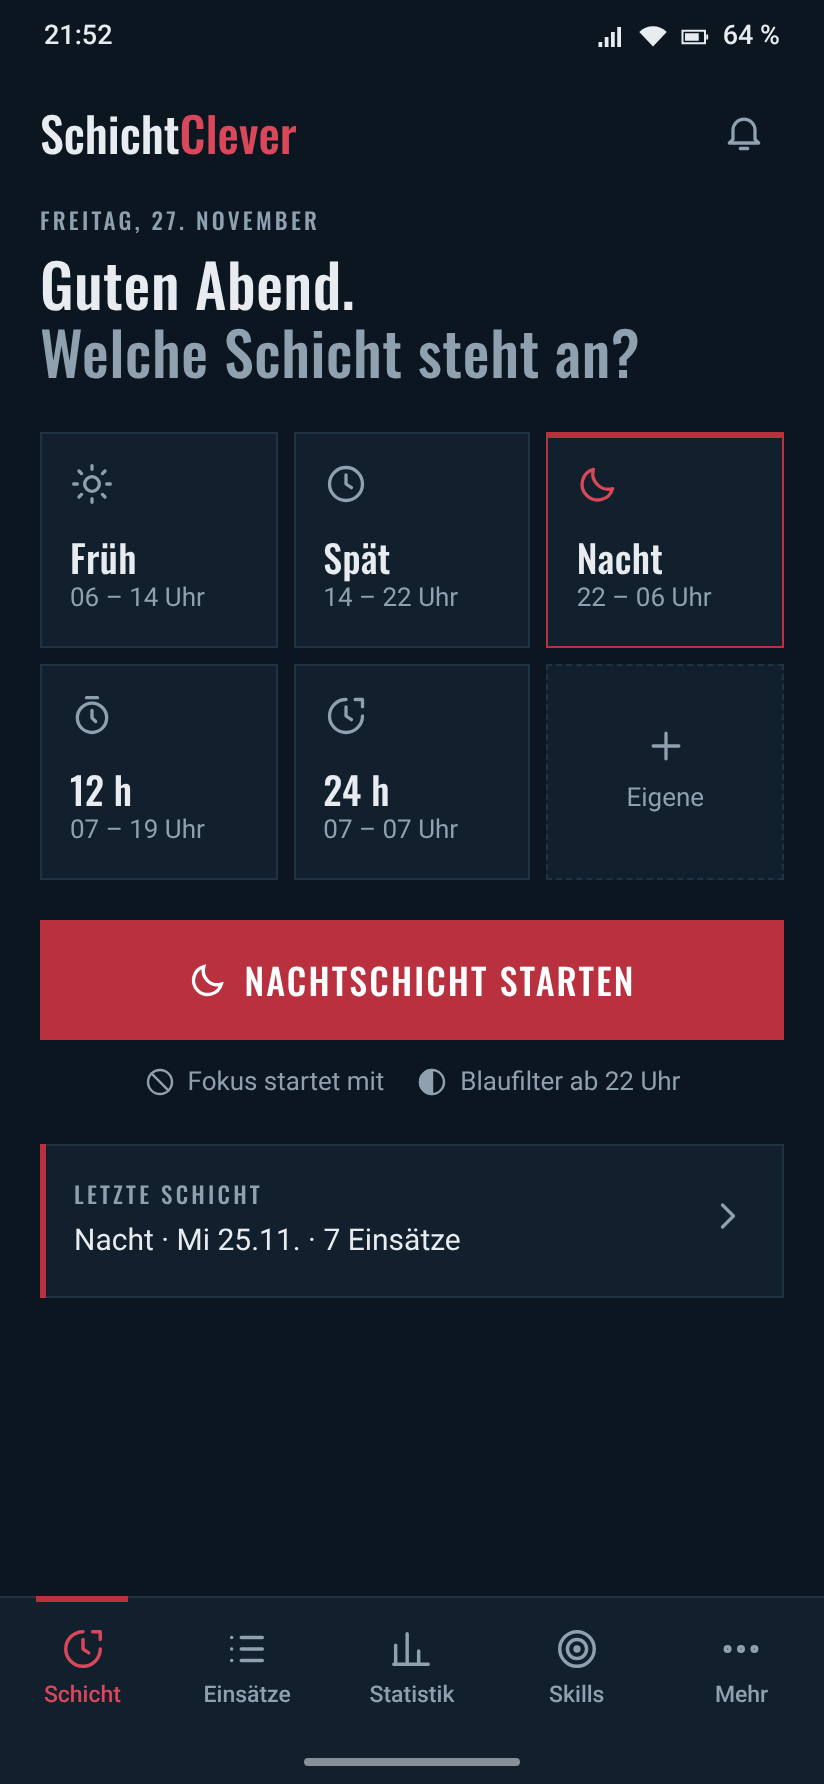 21:52 64 %
SchichtClever
FREITAG, 27. NOVEMBER
Guten Abend.
Welche Schicht steht an?
Früh
06 – 14 Uhr
Spät
14 – 22 Uhr
Nacht
22 – 06 Uhr
12 h
07 – 19 Uhr
24 h
07 – 07 Uhr
Eigene
NACHTSCHICHT STARTEN
Fokus startet mit
Blaufilter ab 22 Uhr
LETZTE SCHICHT
Nacht · Mi 25.11. · 7 Einsätze
Schicht
Einsätze
Statistik
Skills
Mehr